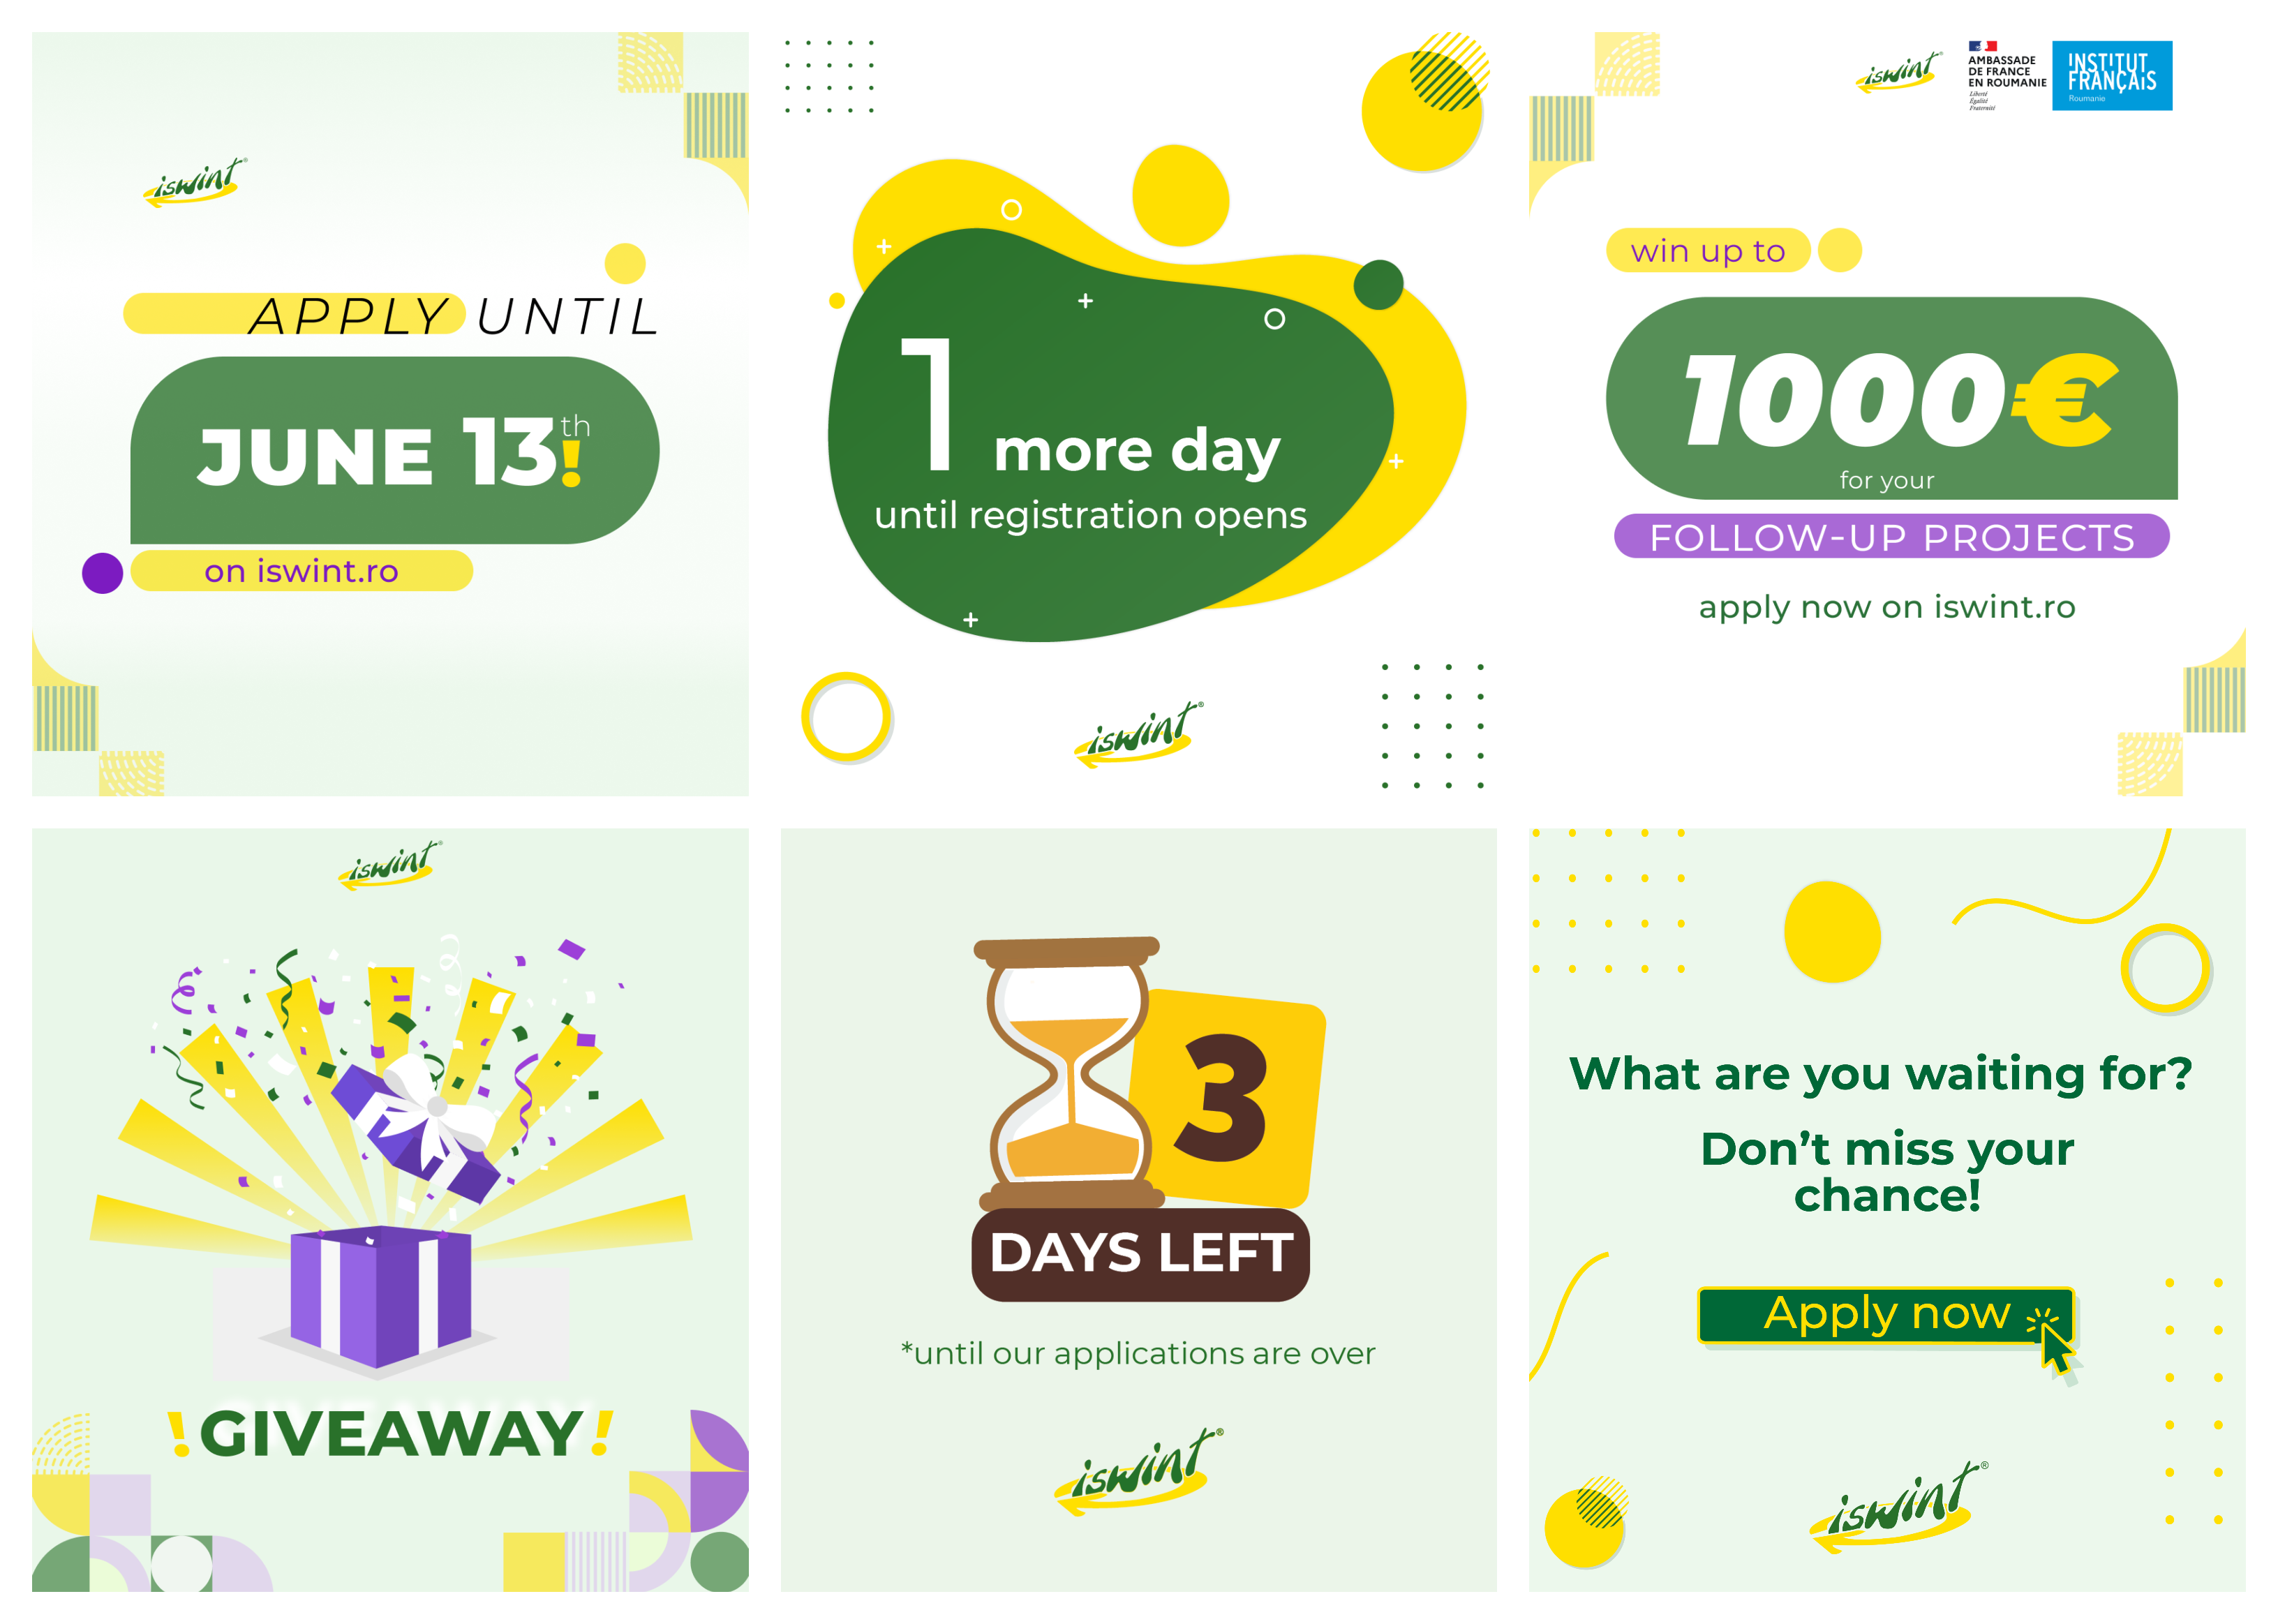 iswint®
APPLY UNTIL
JUNE 13th!
on iswint.ro
1 more day
until registration opens
iswint®
iswint
AMBASSADE
DE FRANCE
EN ROUMANIE
Liberté
Égalité
Fraternité
INSTITUT
FRANÇAIS
Roumanie
win up to
1000€
for your
FOLLOW-UP PROJECTS
apply now on iswint.ro
iswint®
! GIVEAWAY !
3
DAYS LEFT
*until our applications are over
iswint®
What are you waiting for?
Don't miss your
chance!
Apply now
iswint®